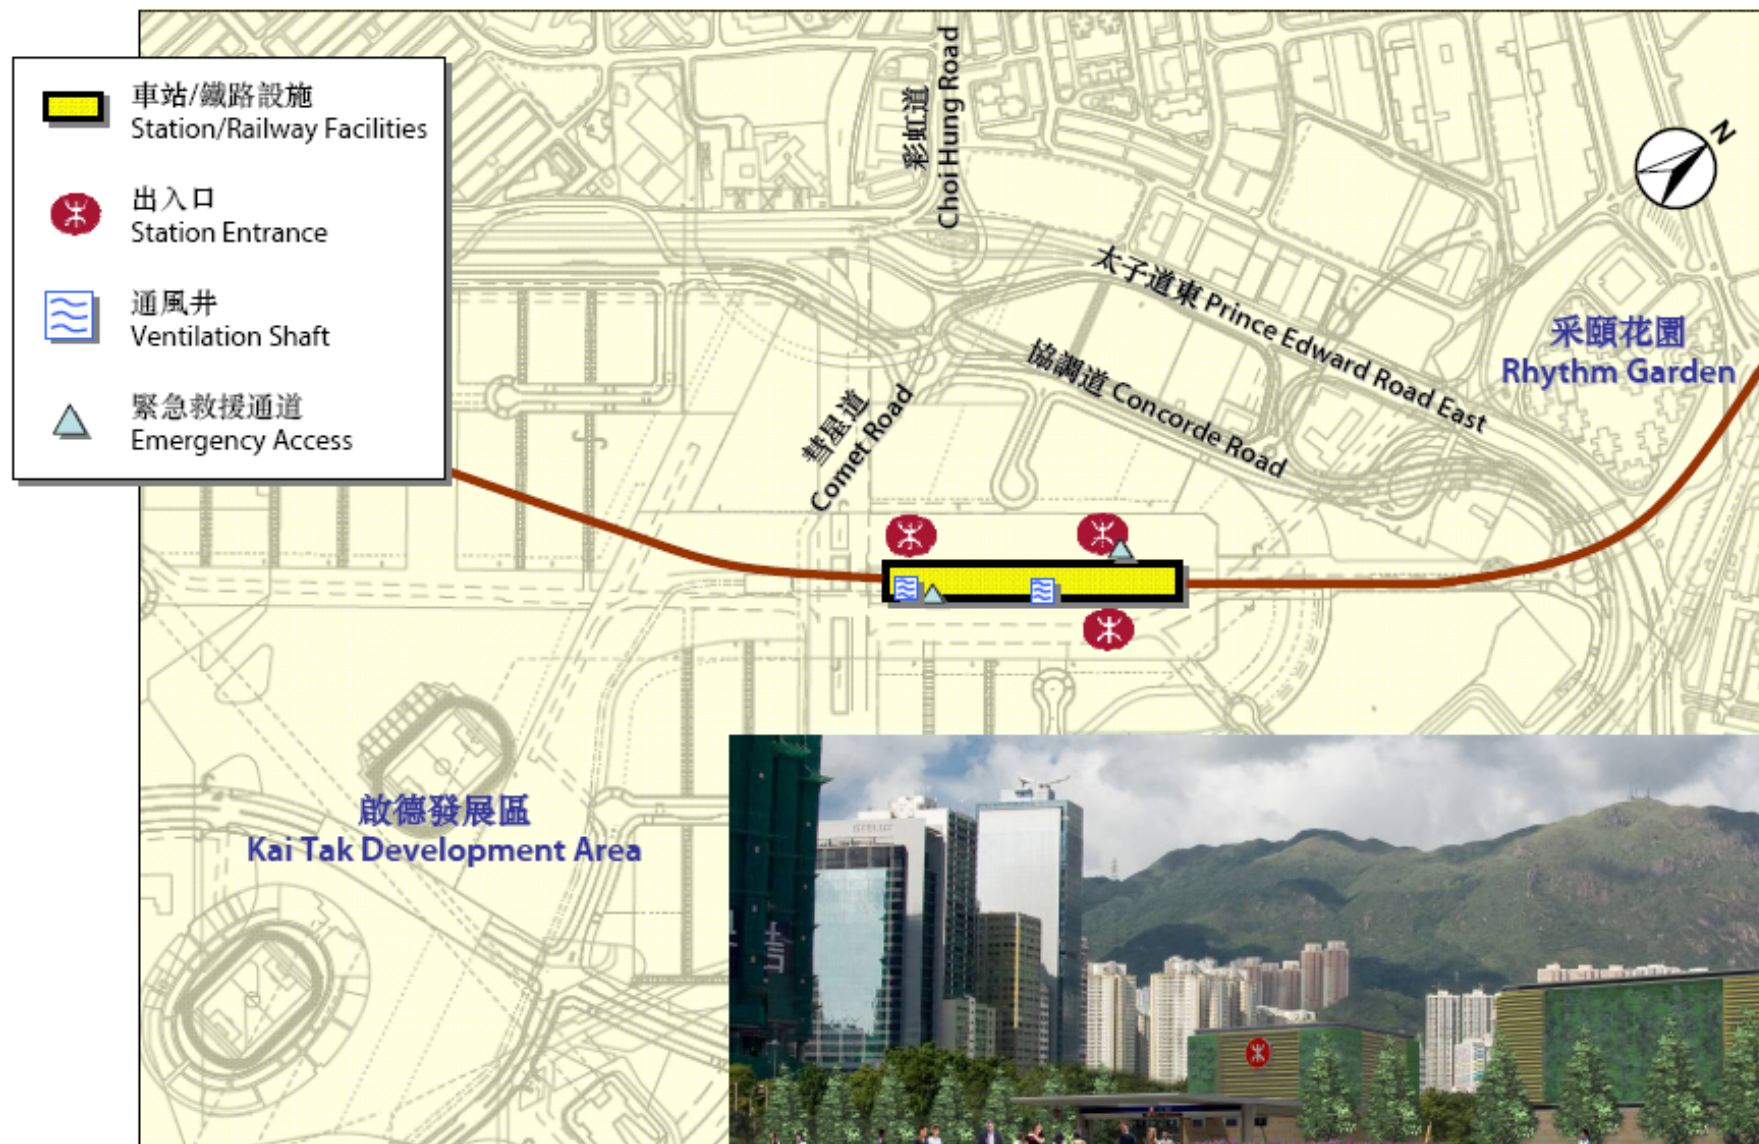 車站/鐵路設施
Station/Railway Facilities
出入口
Station Entrance
通風井
Ventilation Shaft
緊急救援通道
Emergency Access
彩虹道
Choi Hung Road
N
太子道東 Prince Edward Road East
協調道 Concorde Road
采頤花園
Rhythm Garden
彗星道
Comet Road
啟德發展區
Kai Tak Development Area